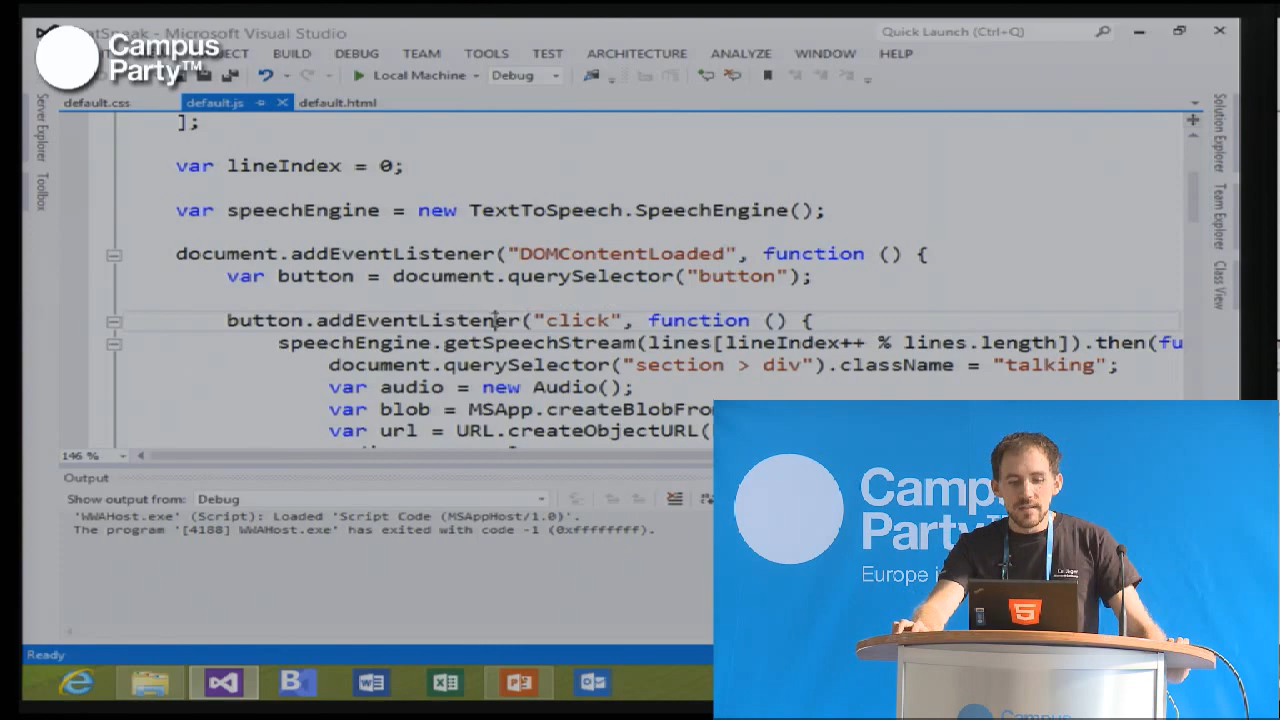 Campus
Party™
Speak - Microsoft Visual Studio
Quick Launch (Ctrl+Q)
BUILD DEBUG TEAM TOOLS TEST ARCHITECTURE ANALYZE WINDOW HELP
Local Machine Debug
default.css default.js default.html
Server Explorer
Toolbox
Solution Explorer
Team Explorer
Class View
];
var lineIndex = 0;
var speechEngine = new TextToSpeech.SpeechEngine();
document.addEventListener("DOMContentLoaded", function () {
var button = document.querySelector("button");
button.addEventListener("click", function () {
speechEngine.getSpeechStream(lines[lineIndex++ % lines.length]).then(fu
document.querySelector("section > div").className = "talking";
var audio = new Audio();
var blob = MSApp.createBlobFro
var url = URL.createObjectURL(
146 %
Output
Show output from: Debug
'WWAHost.exe' (Script): Loaded 'Script Code (MSAppHost/1.0)'.
The program '[4188] WWAHost.exe' has exited with code -1 (0xffffffff).
Ready
Camp
Party
Europe i
Campus